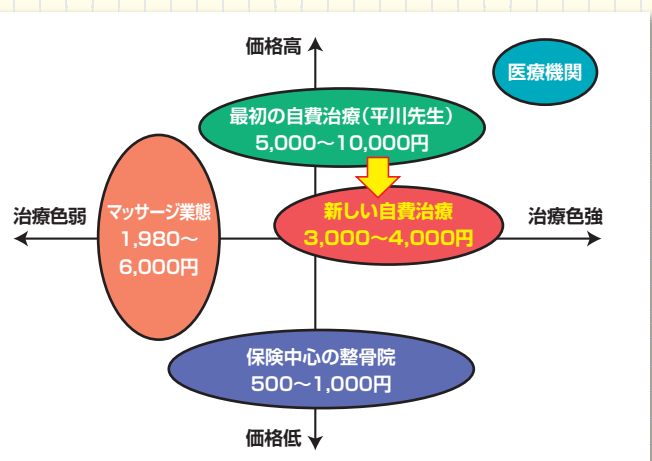 価格高
医療機関
最初の自費治療(平川先生)
5,000～10,000円
治療色弱
マッサージ業態
1,980～
6,000円
新しい自費治療
3,000～4,000円
治療色強
保険中心の整骨院
500～1,000円
価格低